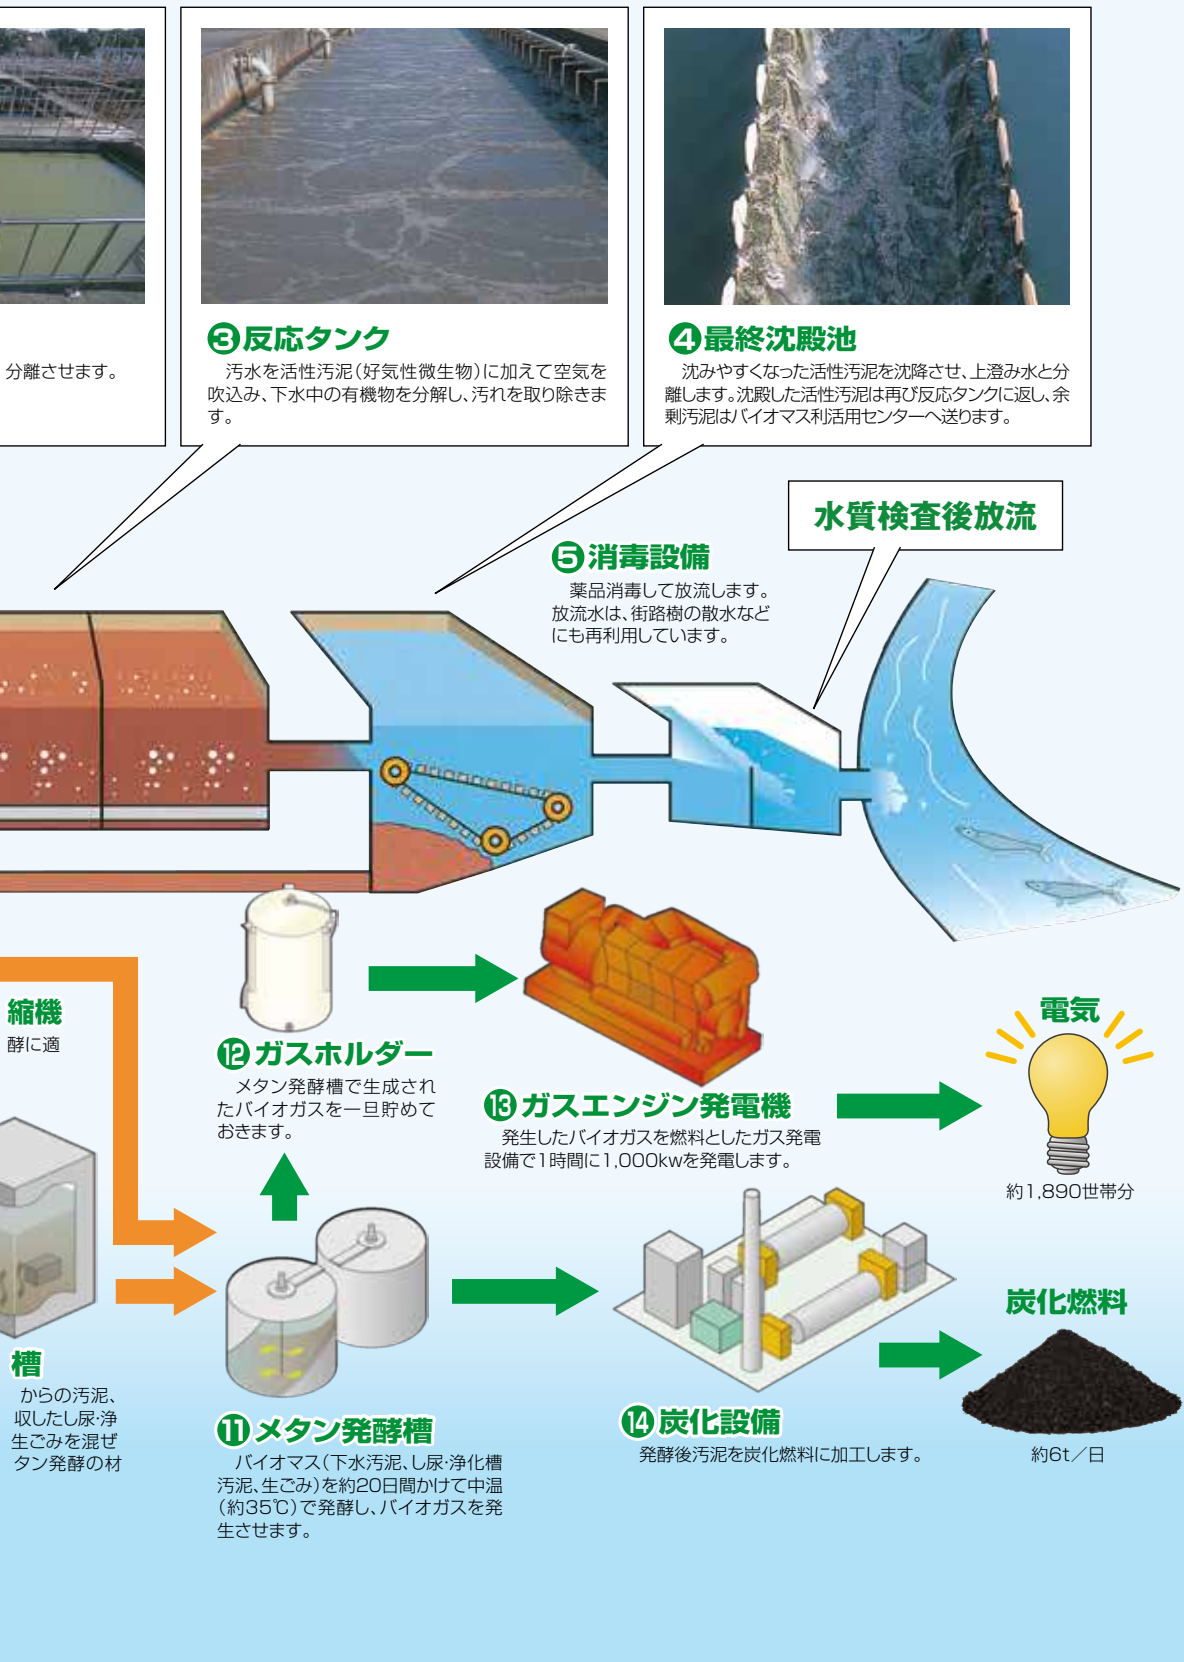 分離させます。
③反応タンク
汚水を活性汚泥(好気性微生物)に加えて空気を
吹込み、下水中の有機物を分解し、汚れを取り除きま
す。
④最終沈殿池
沈みやすくなった活性汚泥を沈降させ、上澄み水と分
離します。沈殿した活性汚泥は再び反応タンクに返し、余
剰汚泥はバイオマス利活用センターへ送ります。
水質検査後放流
⑤消毒設備
薬品消毒して放流します。
放流水は、街路樹の散水など
にも再利用しています。
縮機
酵に適
⑫ガスホルダー
メタン発酵槽で生成され
たバイオガスを一旦貯めて
おきます。
⑬ガスエンジン発電機
発生したバイオガスを燃料としたガス発電
設備で1時間に1,000kwを発電します。
電気
約1,890世帯分
槽
からの汚泥、
収したし尿・浄
生ごみを混ぜ
タン発酵の材
⑪メタン発酵槽
バイオマス(下水汚泥、し尿・浄化槽
汚泥、生ごみ)を約20日間かけて中温
(約35℃)で発酵し、バイオガスを発
生させます。
⑭炭化設備
発酵後汚泥を炭化燃料に加工します。
炭化燃料
約6t/日